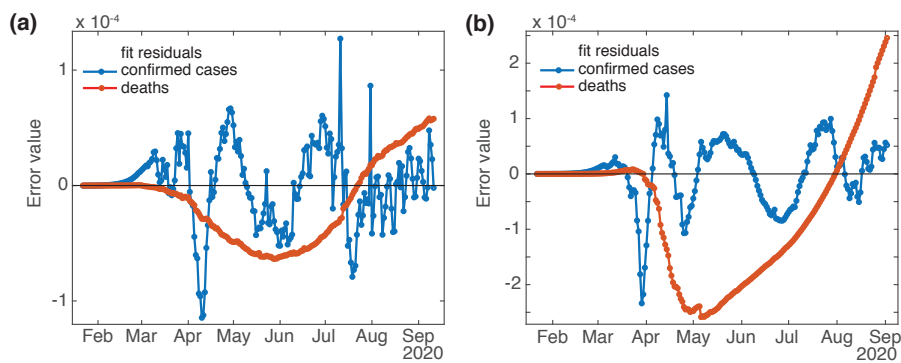 (a)
x 10-4
fit residuals
confirmed cases
deaths
Error value
1
0
-1
Feb Mar Apr May Jun Jul Aug Sep
2020
(b)
x 10-4
fit residuals
confirmed cases
deaths
Error value
2
1
0
-1
-2
Feb Mar Apr May Jun Jul Aug Sep
2020